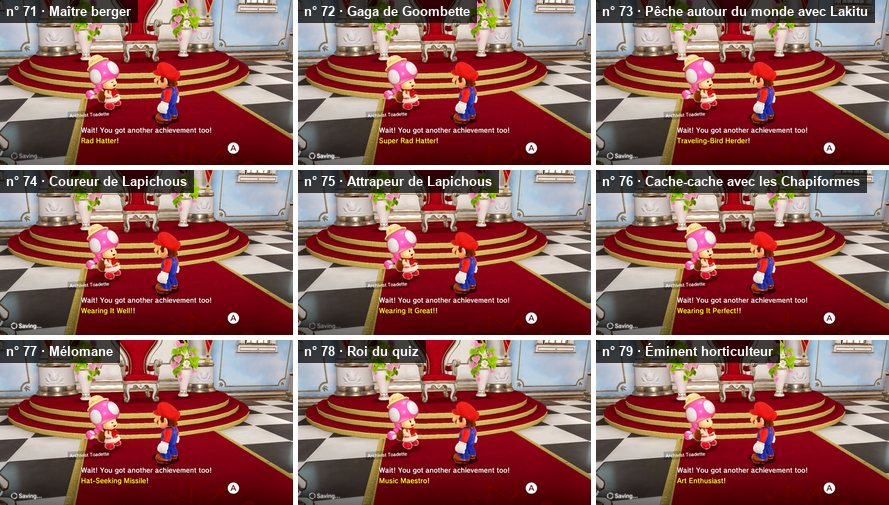 n° 71 · Maître berger
Archivist Toadette
Wait! You got another achievement too!
Rad Hatter!
A
Saving...
n° 72 · Gaga de Goombette
Archivist Toadette
Wait! You got another achievement too!
Super Rad Hatter!
A
Saving...
n° 73 · Pêche autour du monde avec Lakitu
Archivist Toadette
Wait! You got another achievement too!
Traveling-Bird Herder!
A
Saving...
n° 74 · Coureur de Lapichous
Archivist Toadette
Wait! You got another achievement too!
Wearing It Well!!
A
Saving...
n° 75 · Attrapeur de Lapichous
Archivist Toadette
Wait! You got another achievement too!
Wearing It Great!!
A
Saving...
n° 76 · Cache-cache avec les Chapiformes
Archivist Toadette
Wait! You got another achievement too!
Wearing It Perfect!!
A
Saving...
n° 77 · Mélomane
Archivist Toadette
Wait! You got another achievement too!
Hat-Seeking Missile!
A
Saving...
n° 78 · Roi du quiz
Archivist Toadette
Wait! You got another achievement too!
Music Maestro!
A
Saving...
n° 79 · Éminent horticulteur
Archivist Toadette
Wait! You got another achievement too!
Art Enthusiast!
A
Saving...